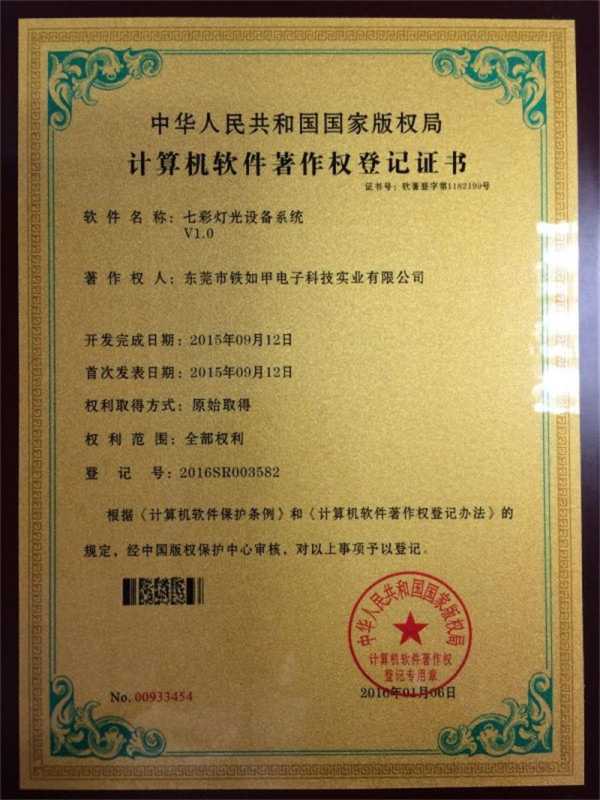 中华人民共和国国家版权局
计算机软件著作权登记证书
证书号：软著登字第1182199号
软件名称：七彩灯光设备系统
V1.0
著作权人：东莞市铁如甲电子科技实业有限公司
开发完成日期：2015年09月12日
首次发表日期：2015年09月12日
权利取得方式：原始取得
权利范围：全部权利
登记号：2016SR003582
根据《计算机软件保护条例》和《计算机软件著作权登记办法》的
规定，经中国版权保护中心审核，对以上事项予以登记。
中华人民共和国国家版权局
计算机软件著作权
登记专用章
2016年01月06日
No. 00933454